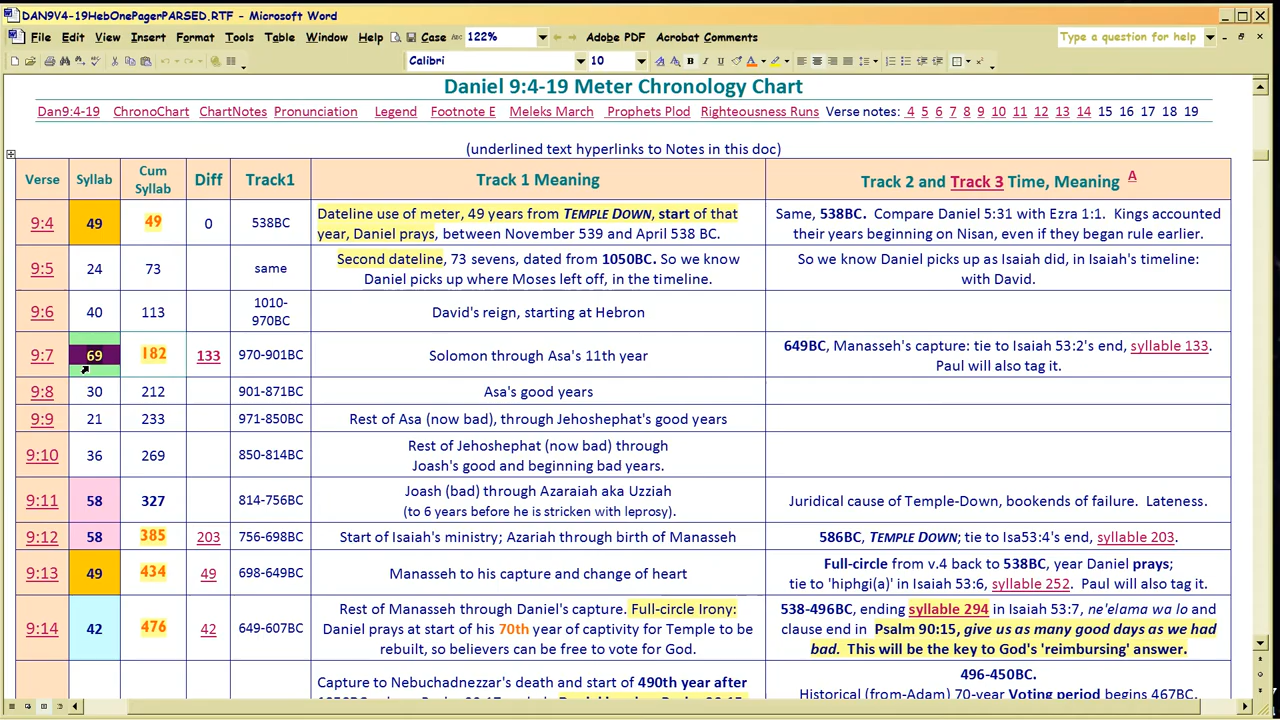 DAN9V4-19HebOnePagerPARSED.RTF - Microsoft Word
File Edit View Insert Format Tools Table Window Help Case 122% Adobe PDF Acrobat Comments Type a question for help
Calibri 10 B I U
Daniel 9:4-19 Meter Chronology Chart
Dan9:4-19 ChronoChart ChartNotes Pronunciation Legend Footnote E Meleks March Prophets Plod Righteousness Runs Verse notes: 4 5 6 7 8 9 10 11 12 13 14 15 16 17 18 19
(underlined text hyperlinks to Notes in this doc)
Verse Syllab Cum Syllab Diff Track1 Track 1 Meaning Track 2 and Track 3 Time, Meaning A
9:4 49 49 0 538BC Dateline use of meter, 49 years from TEMPLE DOWN, start of that Same, 538BC. Compare Daniel 5:31 with Ezra 1:1. Kings accounted
year, Daniel prays, between November 539 and April 538 BC. their years beginning on Nisan, even if they began rule earlier.
9:5 24 73 same Second dateline, 73 sevens, dated from 1050BC. So we know So we know Daniel picks up as Isaiah did, in Isaiah's timeline:
Daniel picks up where Moses left off, in the timeline. with David.
9:6 40 113 1010-970BC David's reign, starting at Hebron
9:7 69 182 133 970-901BC Solomon through Asa's 11th year 649BC, Manasseh's capture: tie to Isaiah 53:2's end, syllable 133.
Paul will also tag it.
9:8 30 212 901-871BC Asa's good years
9:9 21 233 971-850BC Rest of Asa (now bad), through Jehoshephat's good years
9:10 36 269 850-814BC Rest of Jehoshephat (now bad) through
Joash's good and beginning bad years.
9:11 58 327 814-756BC Joash (bad) through Azaraiah aka Uzziah Juridical cause of Temple-Down, bookends of failure. Lateness.
(to 6 years before he is stricken with leprosy).
9:12 58 385 203 756-698BC Start of Isaiah's ministry; Azariah through birth of Manasseh 586BC, TEMPLE DOWN; tie to Isa53:4's end, syllable 203.
9:13 49 434 49 698-649BC Manasseh to his capture and change of heart Full-circle from v.4 back to 538BC, year Daniel prays;
tie to 'hiphgi(a)' in Isaiah 53:6, syllable 252. Paul will also tag it.
9:14 42 476 42 649-607BC Rest of Manasseh through Daniel's capture. Full-circle Irony: 538-496BC, ending syllable 294 in Isaiah 53:7, ne'elama wa lo and
Daniel prays at start of his 70th year of captivity for Temple to be clause end in Psalm 90:15, give us as many good days as we had
rebuilt, so believers can be free to vote for God. bad. This will be the key to God's 'reimbursing' answer.
Capture to Nebuchadnezzar's death and start of 490th year after 496-450BC.
Historical (from-Adam) 70-year Voting period begins 467BC.